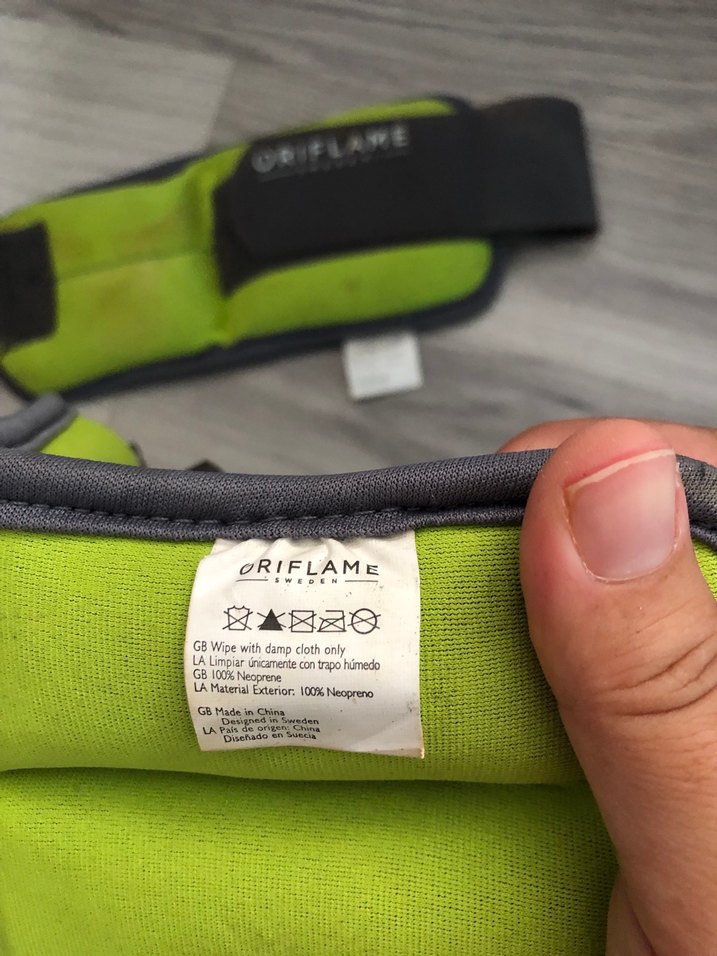 ORIFLAME
ORIFLAME
SWEDEN
GB Wipe with damp cloth only
LA Limpiar únicamente con trapo húmedo
GB 100% Neoprene
LA Material Exterior: 100% Neopreno
GB Made in China
Designed in Sweden
LA País de origen: China
Diseñado en Suecia